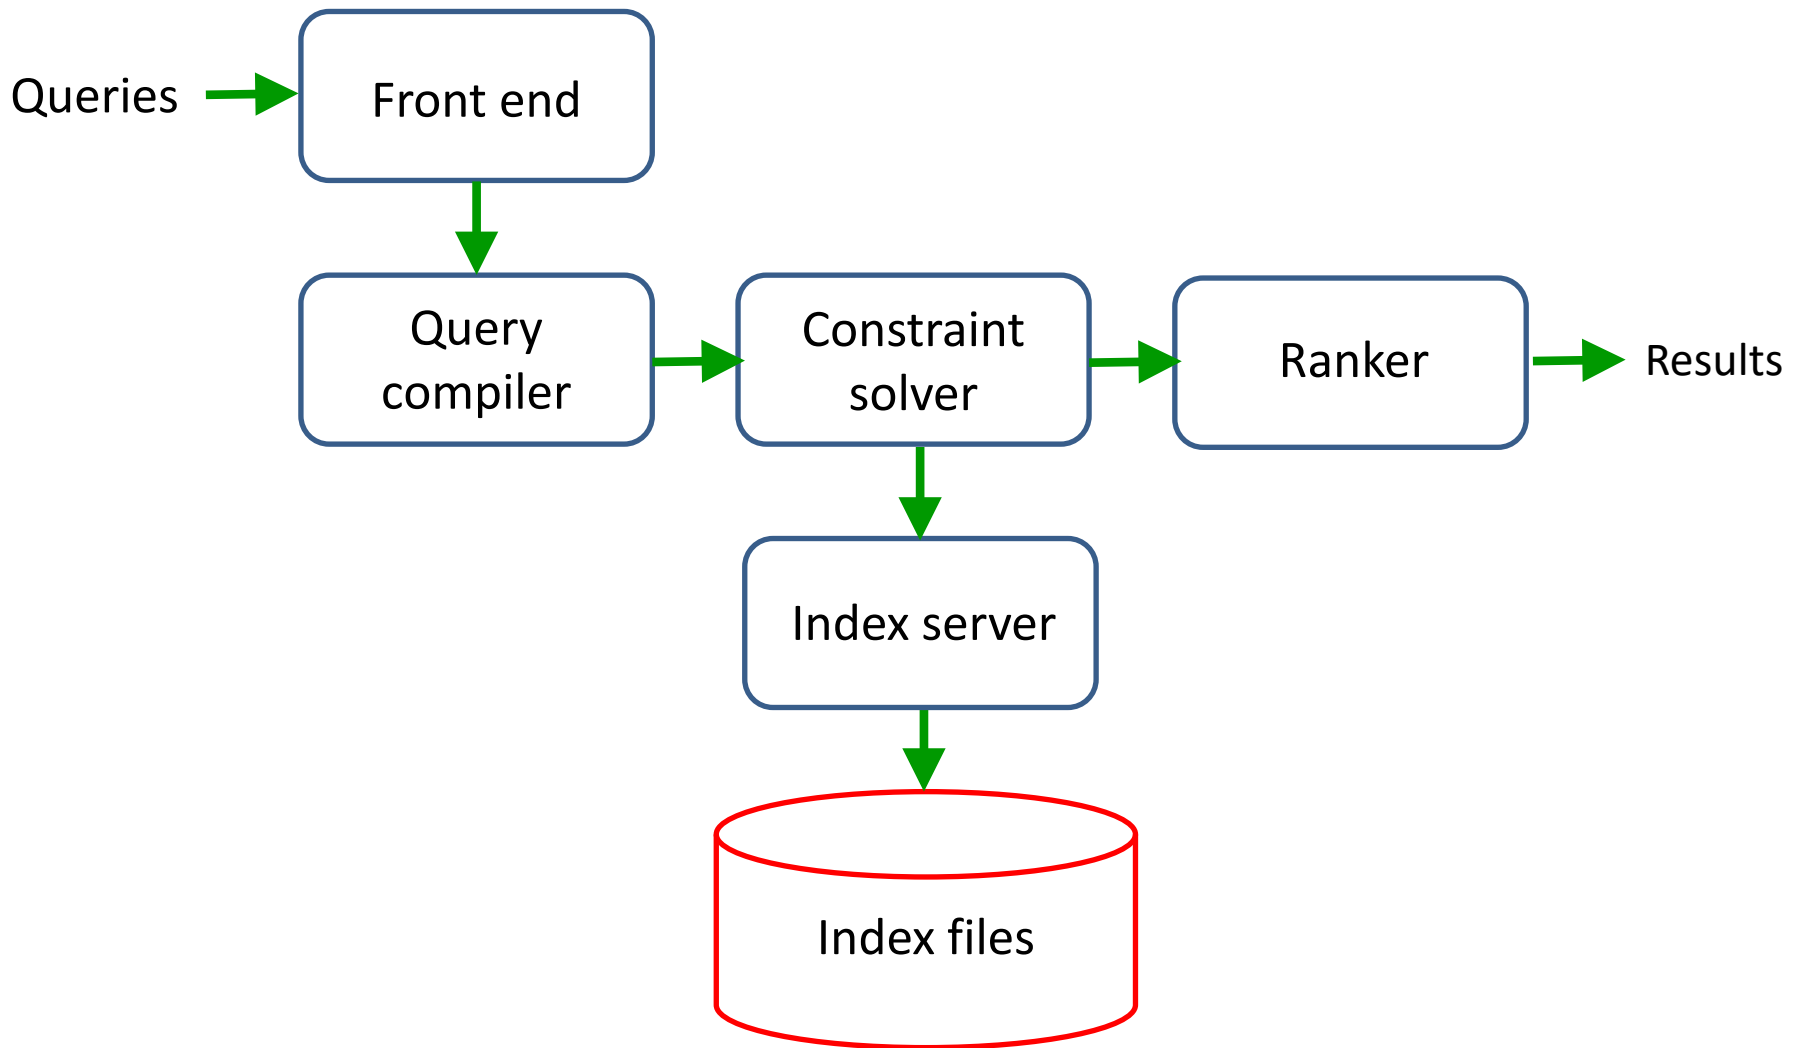 Queries
Front end
Query
compiler
Constraint
solver
Ranker
Results
Index server
Index files